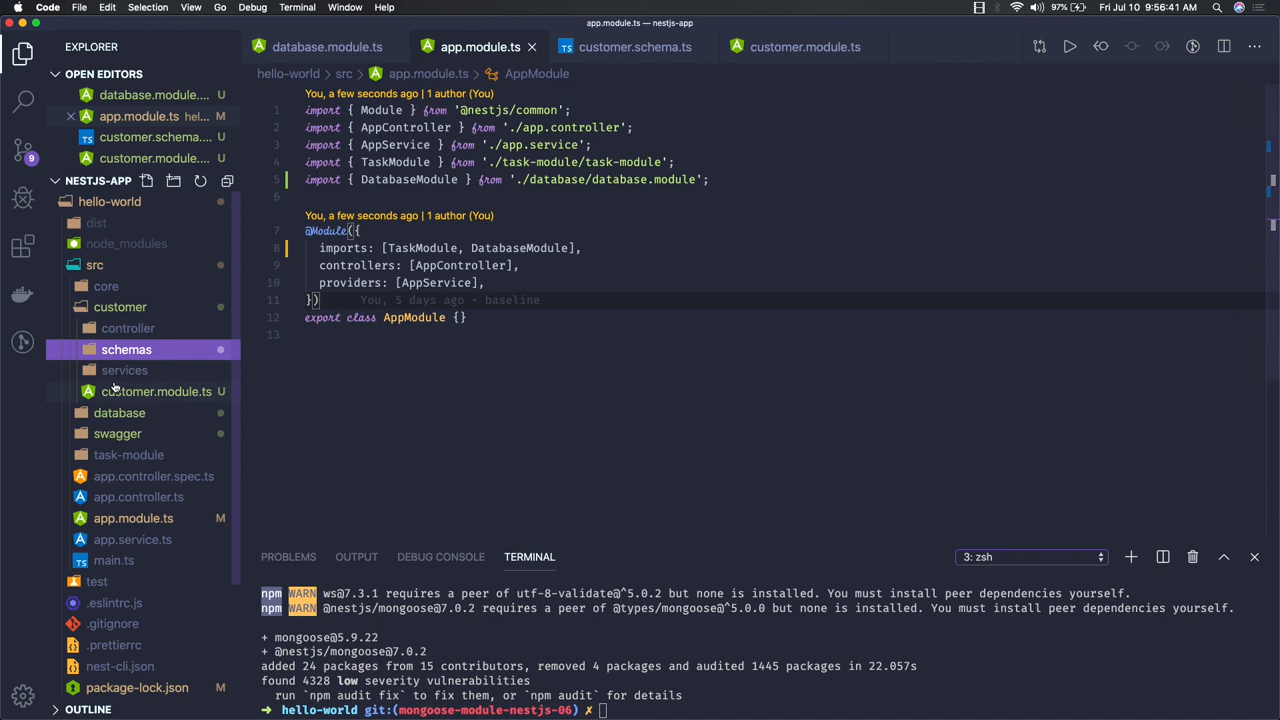 Code File Edit Selection View Go Debug Terminal Window Help 97% Fri Jul 10 9:56:41 AM
app.module.ts — nestjs-app
EXPLORER
database.module.ts
app.module.ts
TS customer.schema.ts
customer.module.ts
hello-world › src › app.module.ts › AppModule
OPEN EDITORS
database.module.... U
app.module.ts hel... M
TS customer.schema.... U
customer.module.... U
NESTJS-APP
hello-world
dist
node_modules
src
core
customer
controller
schemas
services
customer.module.ts U
database
swagger
task-module
app.controller.spec.ts
app.controller.ts
app.module.ts M
app.service.ts
TS main.ts
test
.eslintrc.js
.gitignore
.prettierrc
nest-cli.json
package-lock.json M
OUTLINE
9
You, a few seconds ago | 1 author (You)
1 import { Module } from '@nestjs/common';
2 import { AppController } from './app.controller';
3 import { AppService } from './app.service';
4 import { TaskModule } from './task-module/task-module';
5 import { DatabaseModule } from './database/database.module';
6
You, a few seconds ago | 1 author (You)
7 @Module({
8 imports: [TaskModule, DatabaseModule],
9 controllers: [AppController],
10 providers: [AppService],
11 }) You, 5 days ago • baseline
12 export class AppModule {}
13
PROBLEMS OUTPUT DEBUG CONSOLE TERMINAL 3: zsh
npm WARN ws@7.3.1 requires a peer of utf-8-validate@^5.0.2 but none is installed. You must install peer dependencies yourself.
npm WARN @nestjs/mongoose@7.0.2 requires a peer of @types/mongoose@^5.0.0 but none is installed. You must install peer dependencies yourself.
+ mongoose@5.9.22
+ @nestjs/mongoose@7.0.2
added 24 packages from 15 contributors, removed 4 packages and audited 1445 packages in 22.057s
found 4328 low severity vulnerabilities
run `npm audit fix` to fix them, or `npm audit` for details
➜ hello-world git:(mongoose-module-nestjs-06) ✗